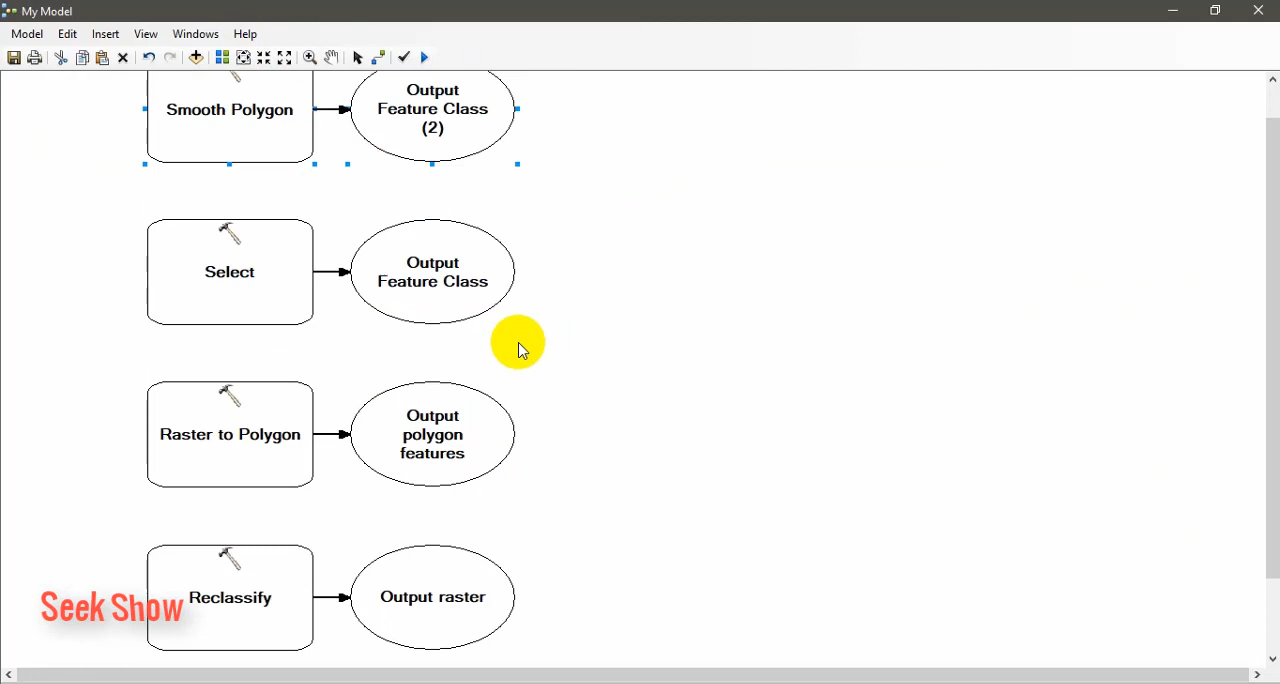 My Model
Model Edit Insert View Windows Help
Smooth Polygon
Output
Feature Class
(2)
Select
Output
Feature Class
Raster to Polygon
Output
polygon
features
Reclassify
Output raster
Seek Show